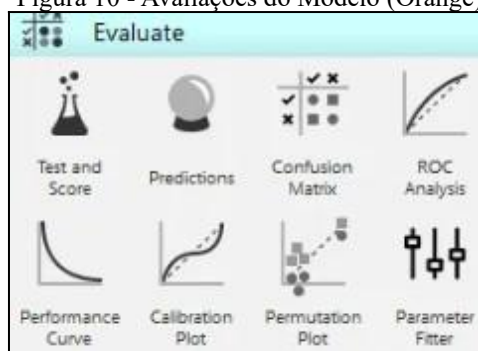 Figura 10 - Avaliações do Modelo (Orange)
Evaluate
Test and
Score
Predictions
Confusion
Matrix
ROC
Analysis
Performance
Curve
Calibration
Plot
Permutation
Plot
Parameter
Fitter